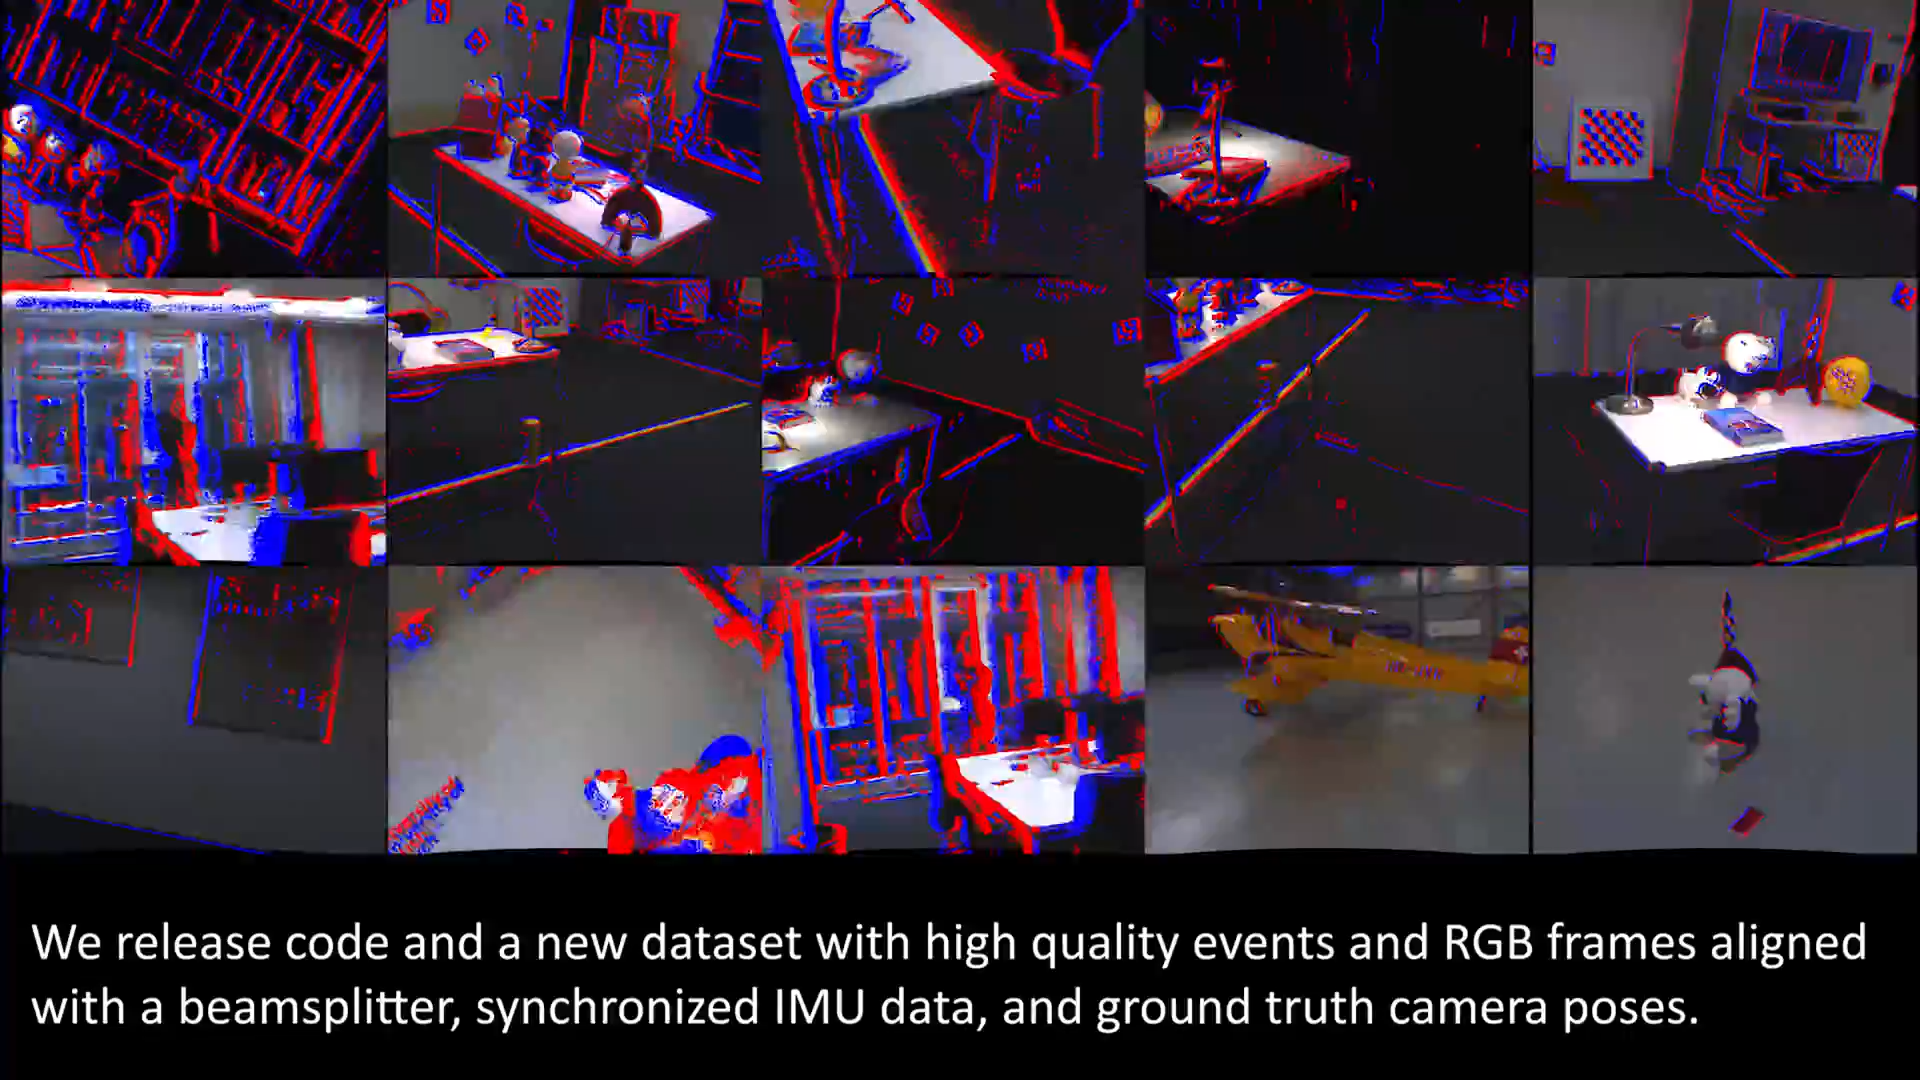 We release code and a new dataset with high quality events and RGB frames aligned
with a beamsplitter, synchronized IMU data, and ground truth camera poses.